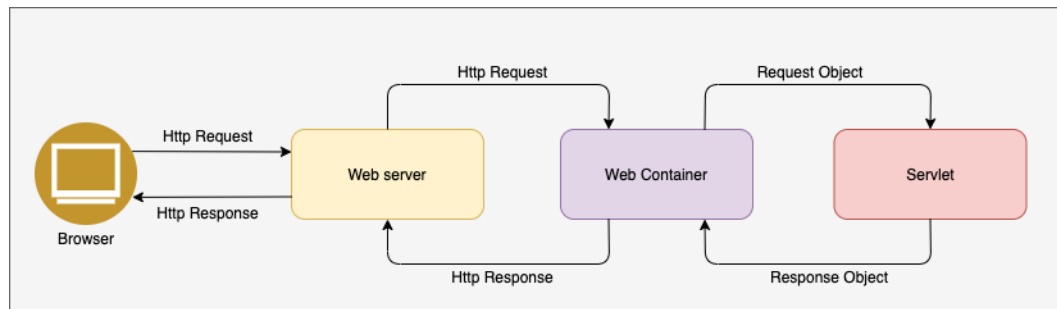 Http Request
Request Object
Http Request
Web server
Web Container
Servlet
Http Response
Browser
Http Response
Response Object